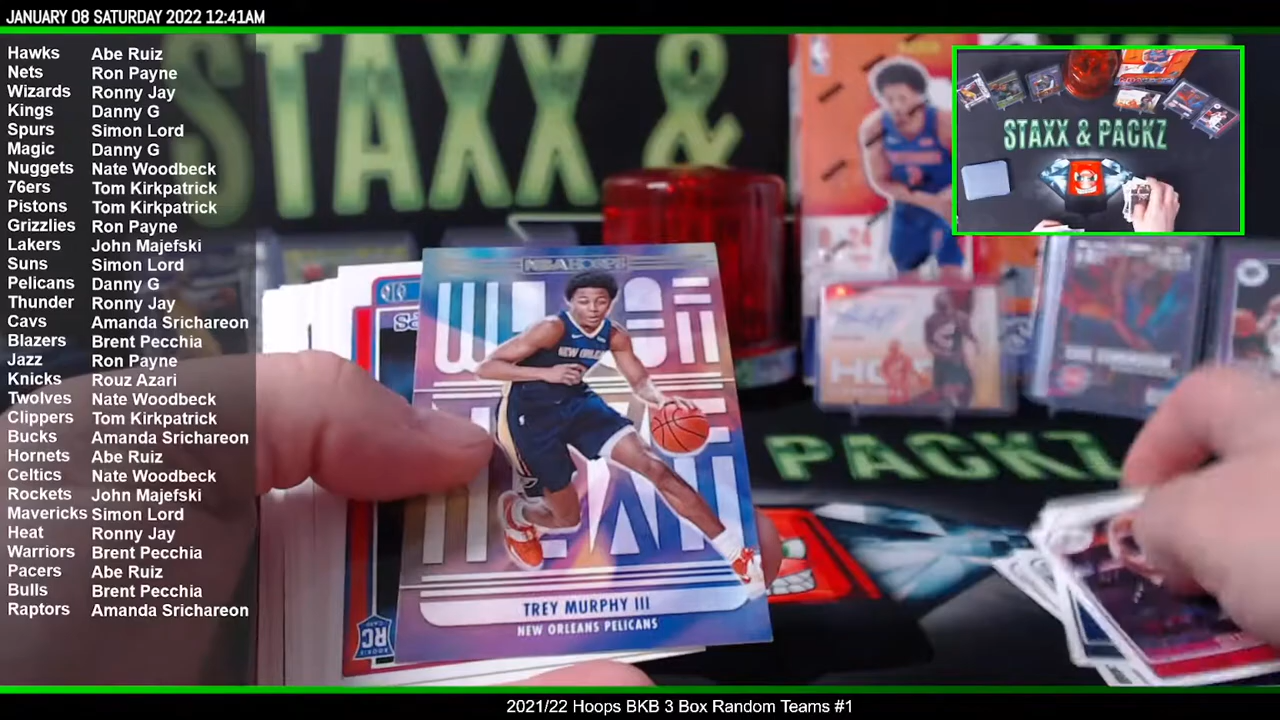 JANUARY 08 SATURDAY 2022 12:41AM
Hawks Abe Ruiz
Nets Ron Payne
Wizards Ronny Jay
Kings Danny G
Spurs Simon Lord
Magic Danny G
Nuggets Nate Woodbeck
76ers Tom Kirkpatrick
Pistons Tom Kirkpatrick
Grizzlies Ron Payne
Lakers John Majefski
Suns Simon Lord
Pelicans Danny G
Thunder Ronny Jay
Cavs Amanda Srichareon
Blazers Brent Pecchia
Jazz Ron Payne
Knicks Rouz Azari
Twolves Nate Woodbeck
Clippers Tom Kirkpatrick
Bucks Amanda Srichareon
Hornets Abe Ruiz
Celtics Nate Woodbeck
Rockets John Majefski
Mavericks Simon Lord
Heat Ronny Jay
Warriors Brent Pecchia
Pacers Abe Ruiz
Bulls Brent Pecchia
Raptors Amanda Srichareon
STAXX &
STAXX & PACKZ
PACKZ
NBA HOOPS
NEW ORLEANS
TREY MURPHY III
NEW ORLEANS PELICANS
RC
2021/22 Hoops BKB 3 Box Random Teams #1